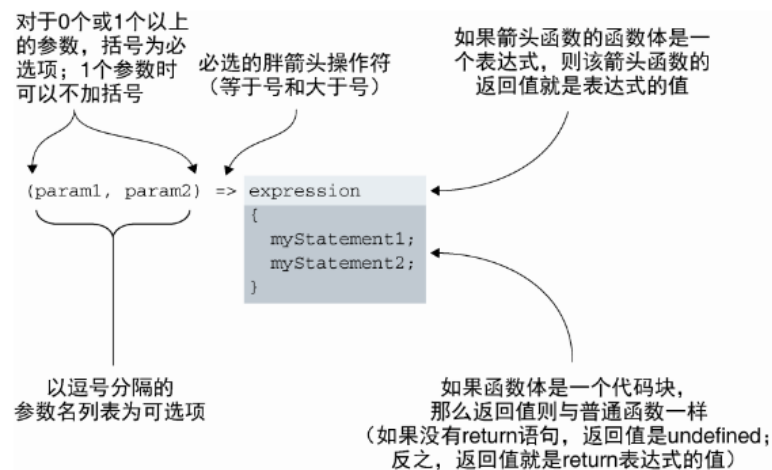 对于0个或1个以上
的参数，括号为必
选项；1个参数时
可以不加括号
必选的胖箭头操作符
（等于号和大于号）
如果箭头函数的函数体是一
个表达式，则该箭头函数的
返回值就是表达式的值
(param1, param2) => expression
{
myStatement1;
myStatement2;
}
以逗号分隔的
参数名列表为可选项
如果函数体是一个代码块，
那么返回值则与普通函数一样
（如果没有return语句，返回值是undefined；
反之，返回值就是return表达式的值）